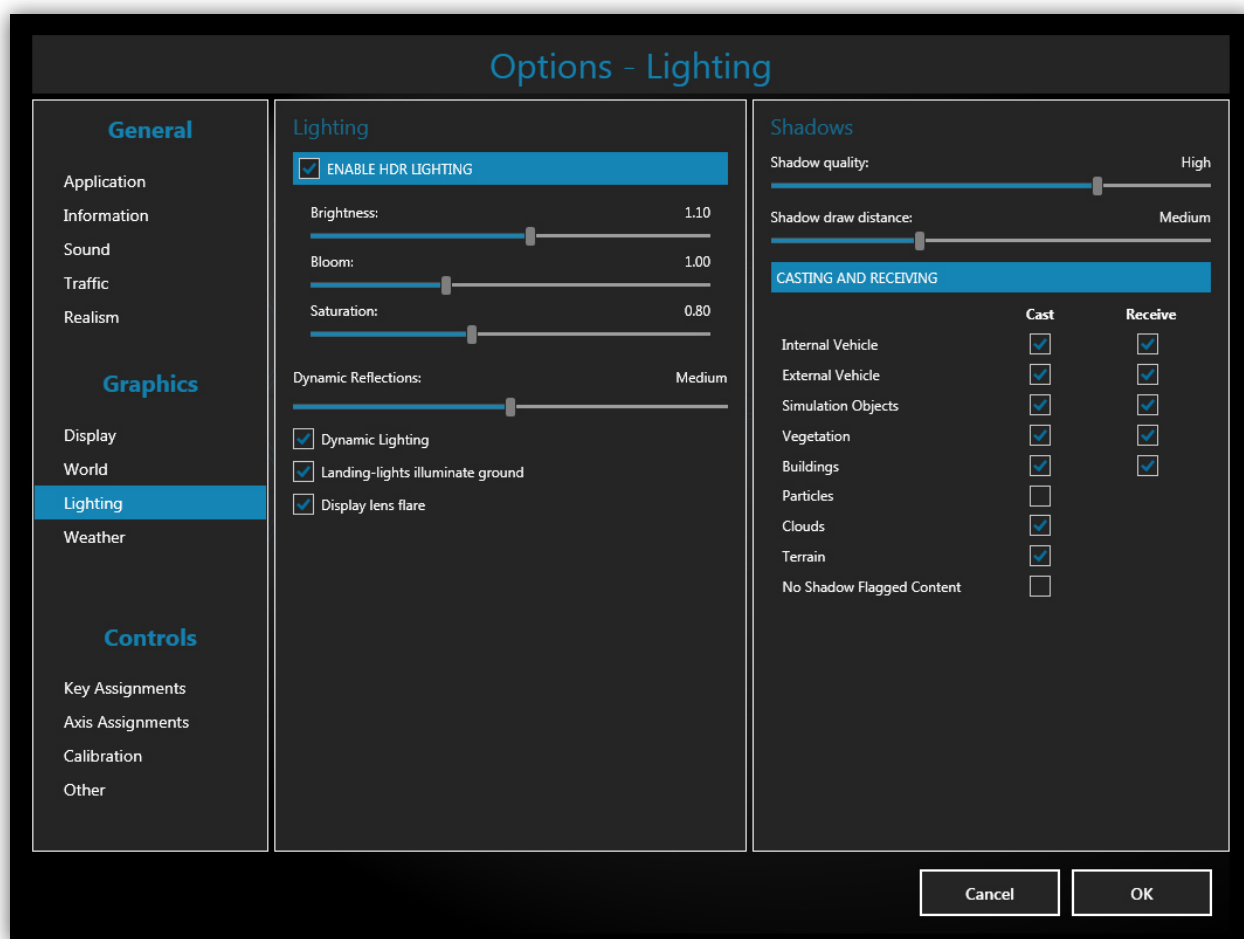 Options - Lighting
General
Application
Information
Sound
Traffic
Realism
Graphics
Display
World
Lighting
Weather
Controls
Key Assignments
Axis Assignments
Calibration
Other
Lighting
ENABLE HDR LIGHTING
Brightness: 1.10
Bloom: 1.00
Saturation: 0.80
Dynamic Reflections: Medium
Dynamic Lighting
Landing-lights illuminate ground
Display lens flare
Shadows
Shadow quality: High
Shadow draw distance: Medium
CASTING AND RECEIVING
Cast Receive
Internal Vehicle
External Vehicle
Simulation Objects
Vegetation
Buildings
Particles
Clouds
Terrain
No Shadow Flagged Content
Cancel OK